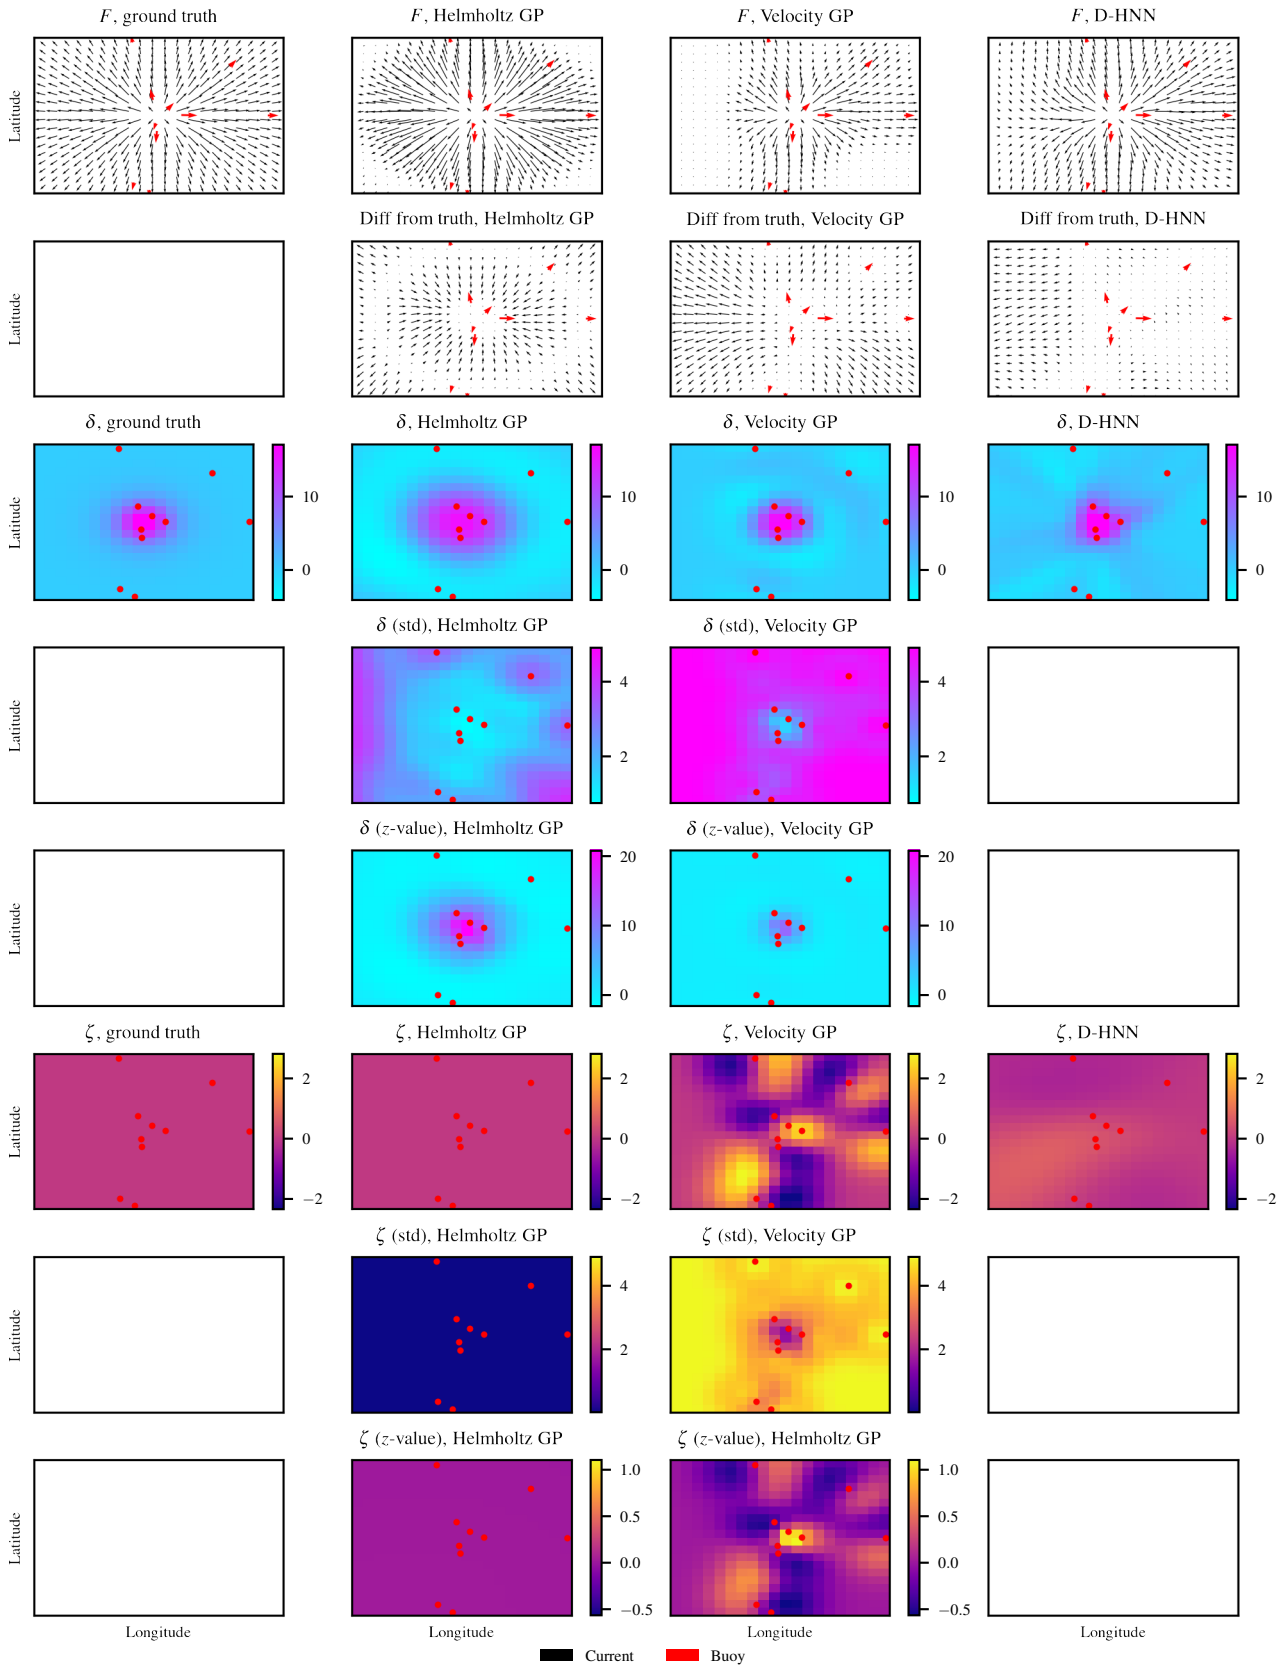 F, ground truth
F, Helmholtz GP
F, Velocity GP
F, D-HNN
Latitude
Diff from truth, Helmholtz GP
Diff from truth, Velocity GP
Diff from truth, D-HNN
Latitude
δ, ground truth
δ, Helmholtz GP
δ, Velocity GP
δ, D-HNN
Latitude
10
0
10
0
10
0
10
0
δ (std), Helmholtz GP
δ (std), Velocity GP
Latitude
4
2
4
2
δ (z-value), Helmholtz GP
δ (z-value), Velocity GP
Latitude
20
10
0
20
10
0
ζ, ground truth
ζ, Helmholtz GP
ζ, Velocity GP
ζ, D-HNN
Latitude
2
0
−2
2
0
−2
2
0
−2
2
0
−2
ζ (std), Helmholtz GP
ζ (std), Velocity GP
Latitude
4
2
4
2
ζ (z-value), Helmholtz GP
ζ (z-value), Helmholtz GP
Latitude
1.0
0.5
0.0
−0.5
1.0
0.5
0.0
−0.5
Longitude
Longitude
Longitude
Longitude
Current
Buoy